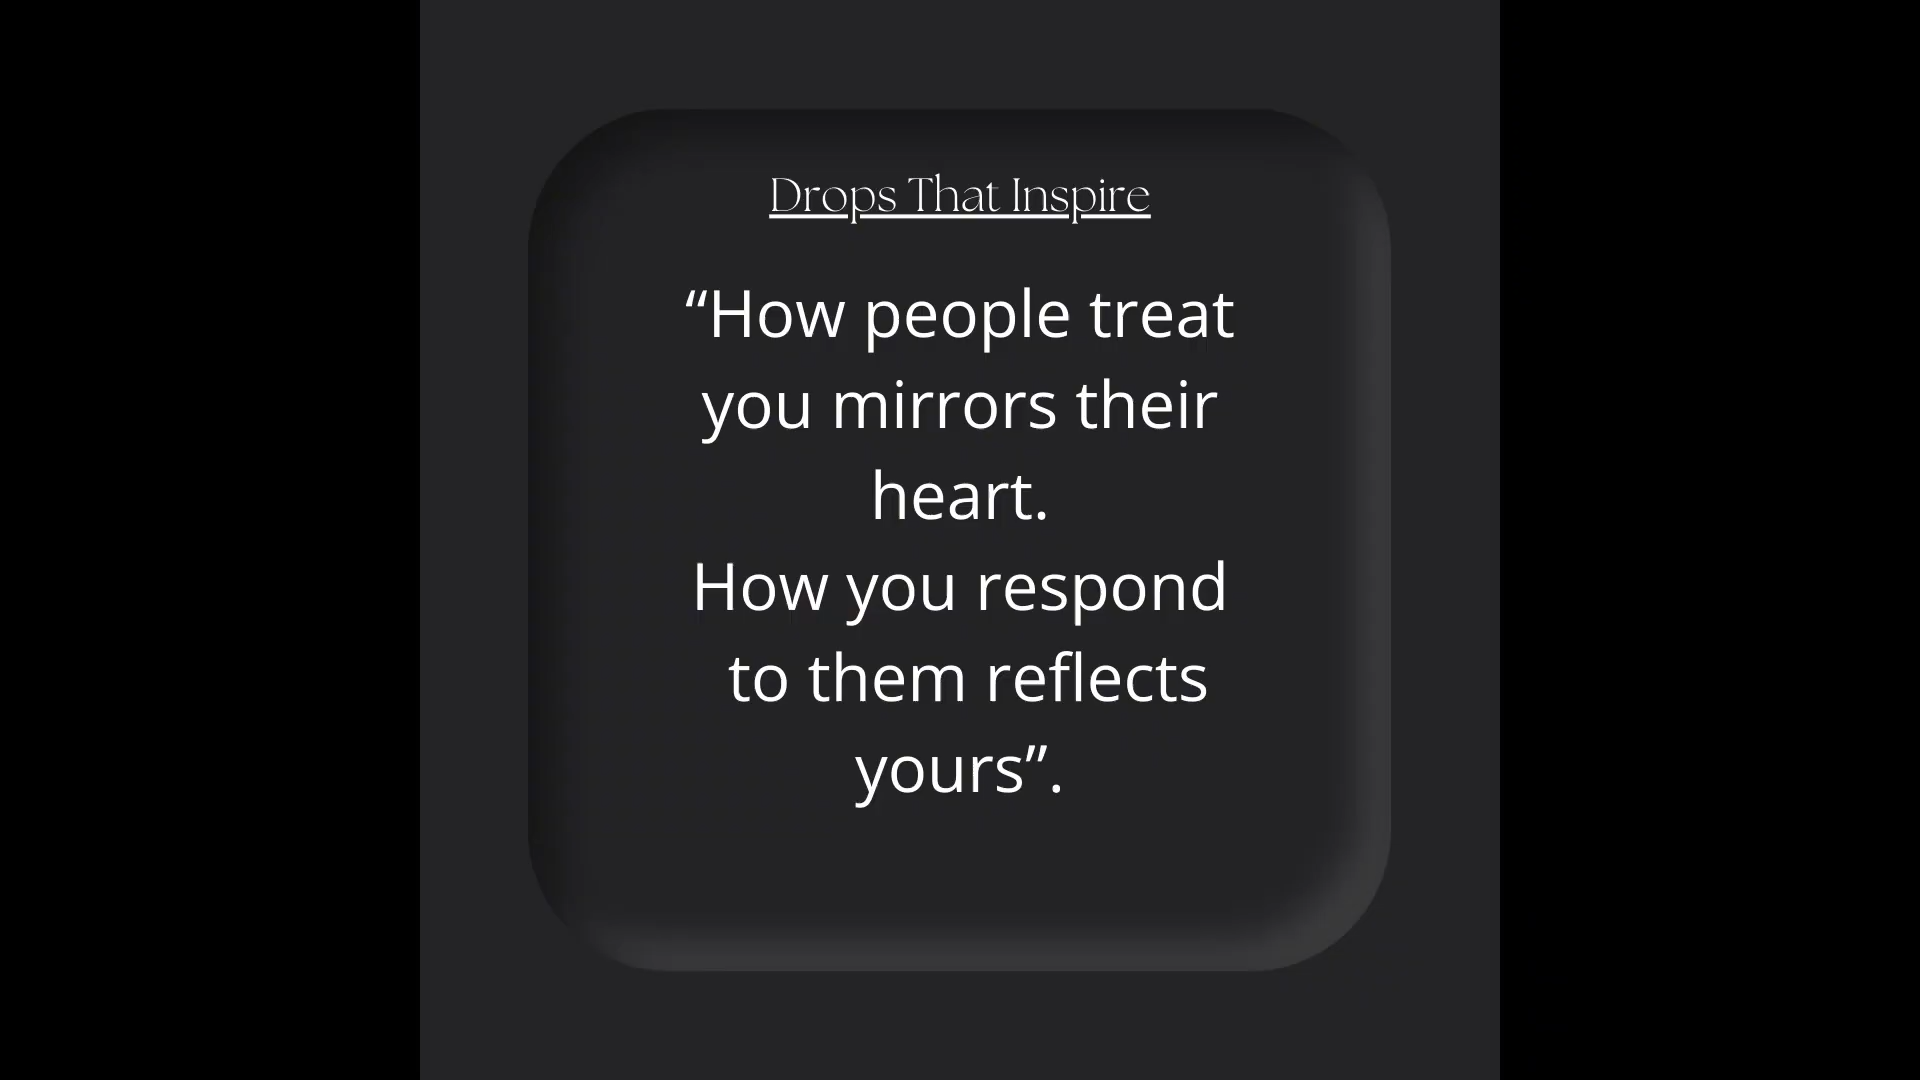 Drops That Inspire
“How people treat
you mirrors their
heart.
How you respond
to them reflects
yours”.